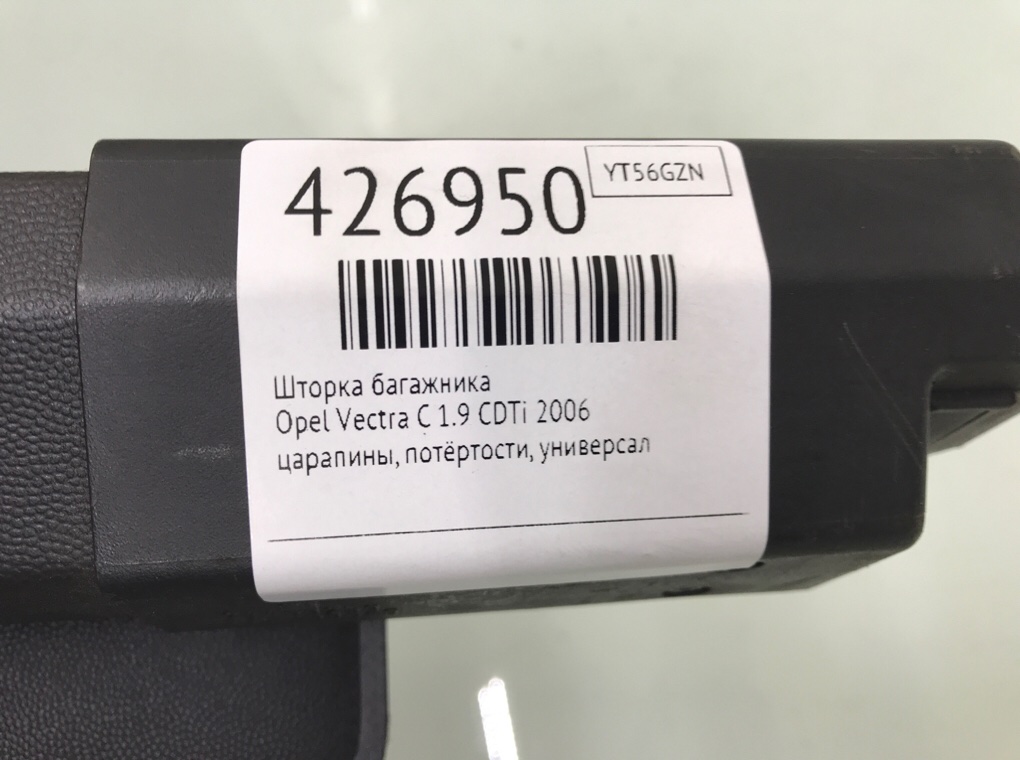 426950
YT56GZN
Шторка багажника
Opel Vectra C 1.9 CDTi 2006
царапины, потёртости, универсал